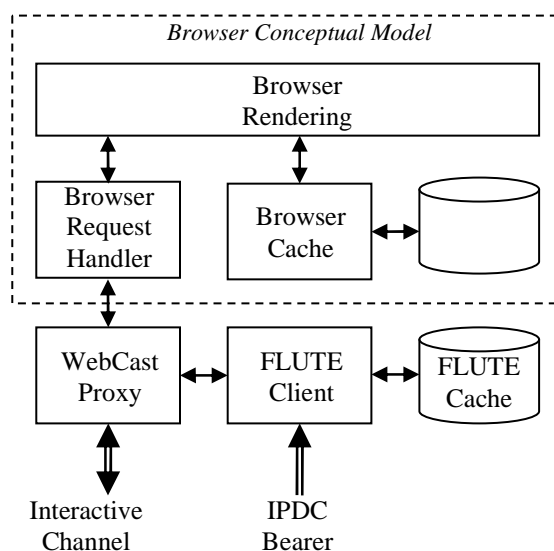 Browser Conceptual Model
Browser
Rendering
Browser
Request
Handler
Browser
Cache
WebCast
Proxy
FLUTE
Client
FLUTE
Cache
Interactive
Channel
IPDC
Bearer